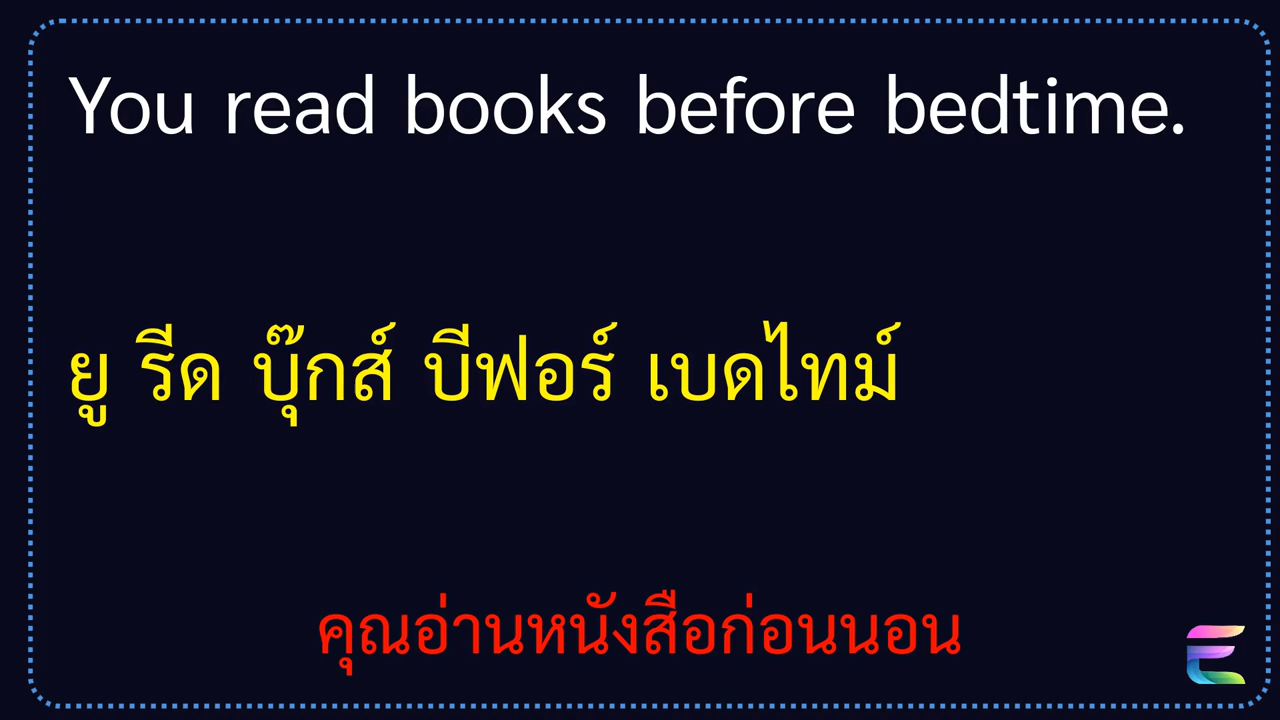 You read books before bedtime.
ยู รีด บุ๊กส์ บีฟอร์ เบดไทม์
คุณอ่านหนังสือก่อนนอน